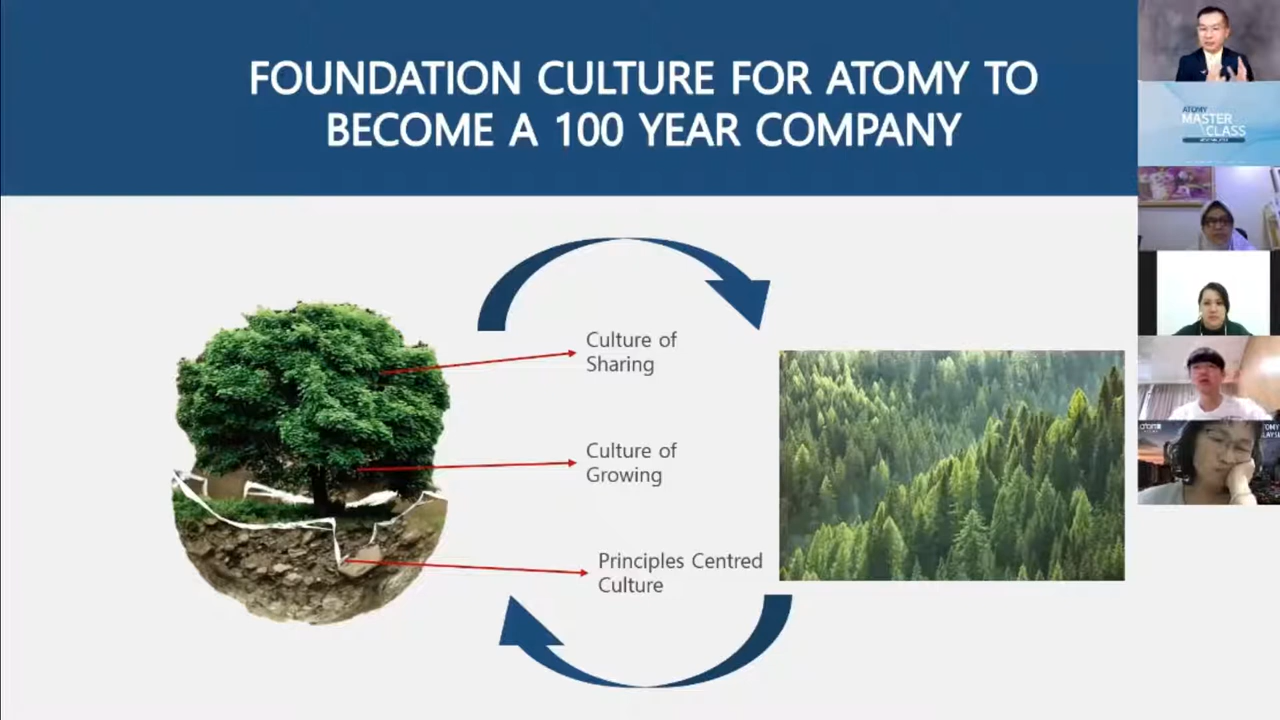 FOUNDATION CULTURE FOR ATOMY TO
BECOME A 100 YEAR COMPANY
Culture of
Sharing
Culture of
Growing
Principles Centred
Culture
ATOMY
MASTER
CLASS